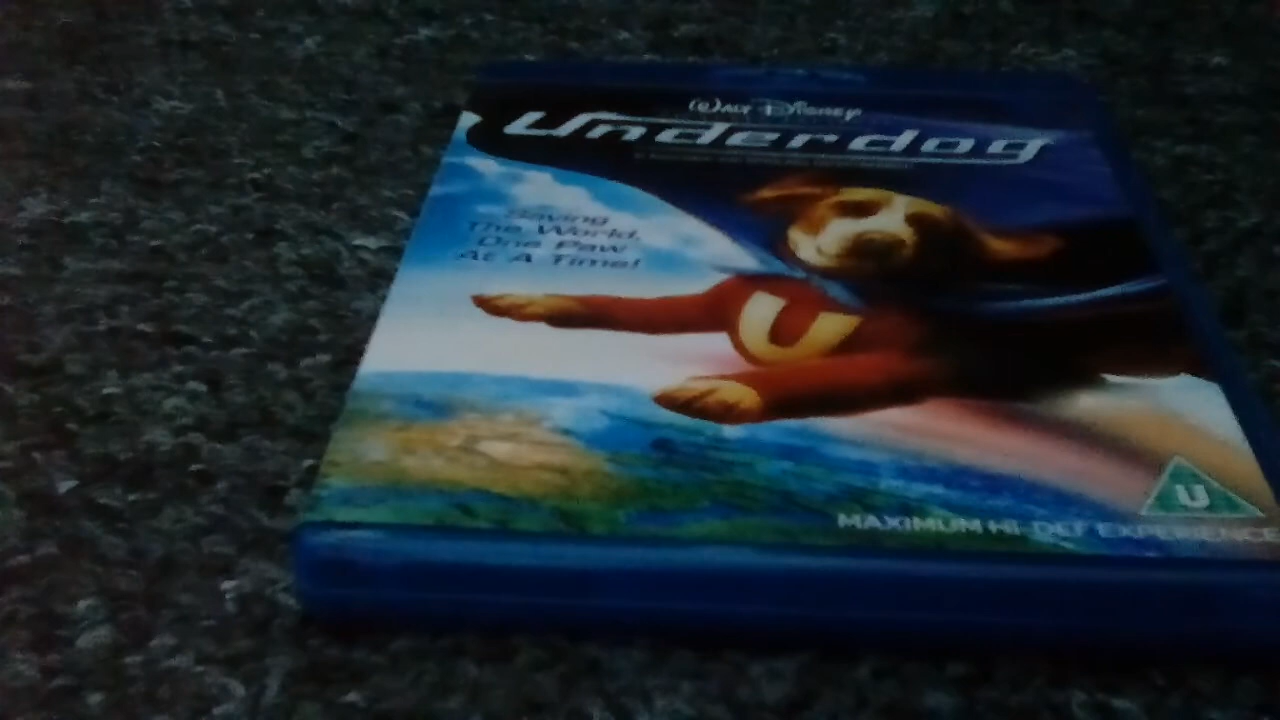 WALT DISNEY
Underdog
Saving
The World,
One Paw
At A Time!
U
U
MAXIMUM HI-DEF EXPERIENCE